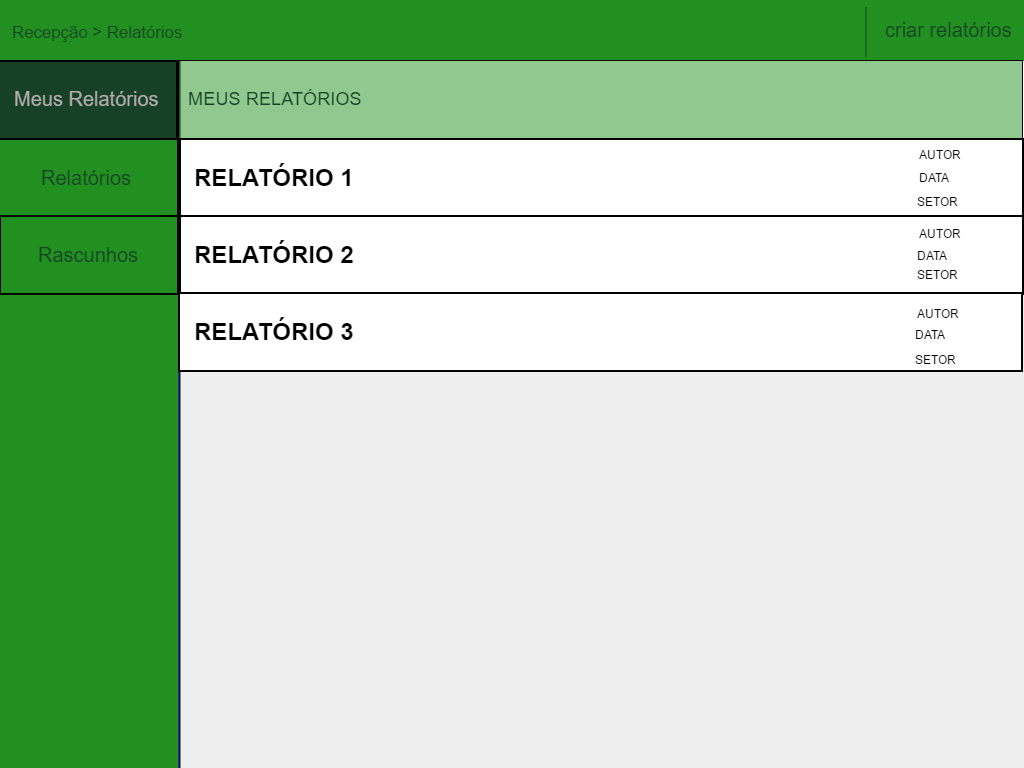 Recepção > Relatórios
criar relatórios
Meus Relatórios
Relatórios
Rascunhos
MEUS RELATÓRIOS
RELATÓRIO 1
AUTOR
DATA
SETOR
RELATÓRIO 2
AUTOR
DATA
SETOR
RELATÓRIO 3
AUTOR
DATA
SETOR